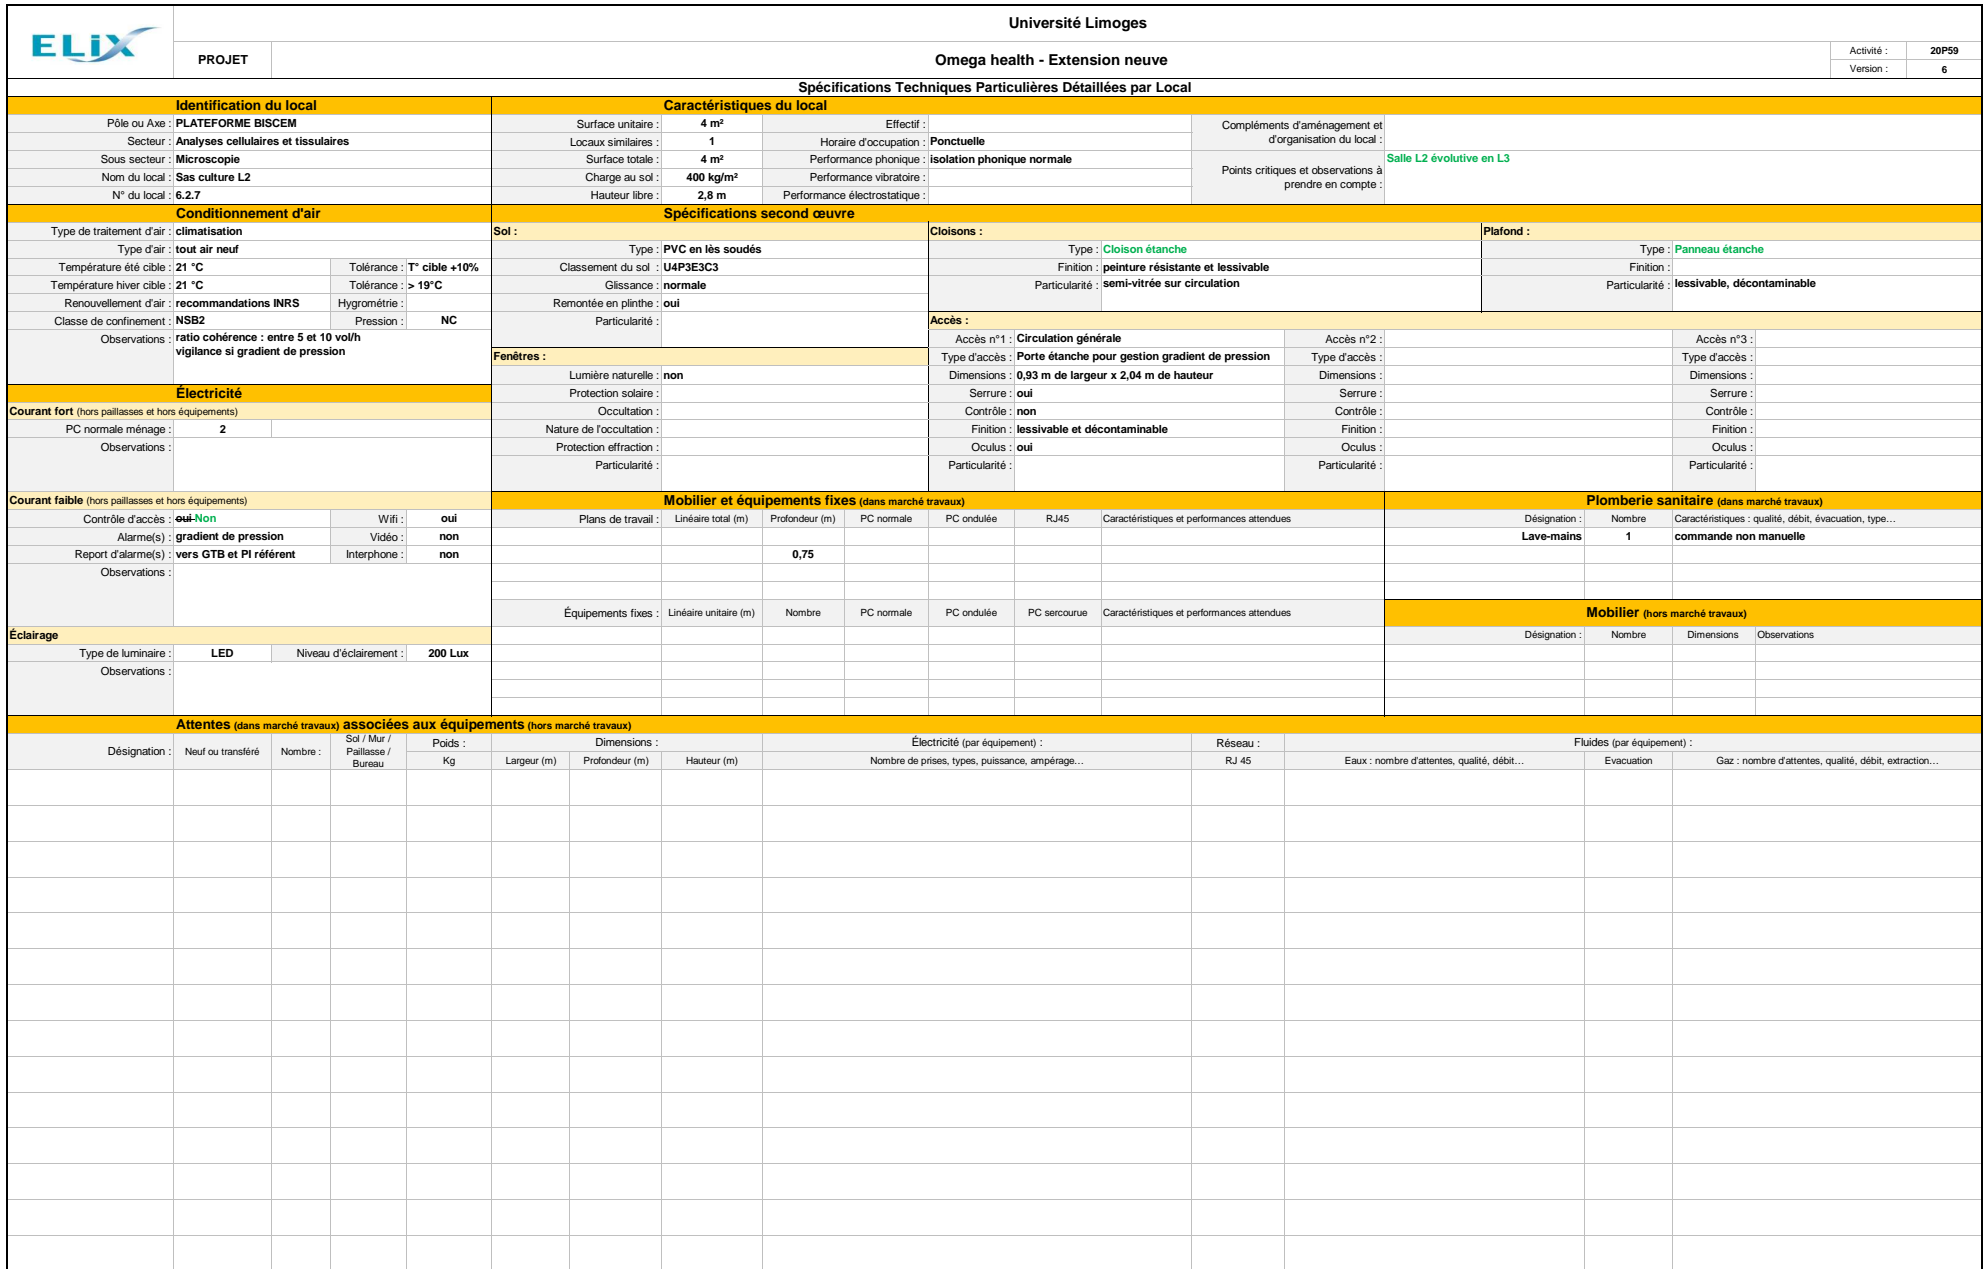 ELiX
Université Limoges
PROJET
Omega health - Extension neuve
Activité : 20P59
Version : 6
Spécifications Techniques Particulières Détaillées par Local
Identification du local
Pôle ou Axe : PLATEFORME BISCEM
Secteur : Analyses cellulaires et tissulaires
Sous secteur : Microscopie
Nom du local : Sas culture L2
N° du local : 6.2.7
Caractéristiques du local
Surface unitaire : 4 m² Effectif :
Locaux similaires : 1 Horaire d'occupation : Ponctuelle
Surface totale : 4 m² Performance phonique : isolation phonique normale
Charge au sol : 400 kg/m² Performance vibratoire :
Hauteur libre : 2,8 m Performance électrostatique :
Compléments d'aménagement et
d'organisation du local :
Points critiques et observations à
prendre en compte :
Salle L2 évolutive en L3
Conditionnement d'air
Type de traitement d'air : climatisation
Type d'air : tout air neuf
Température été cible : 21 °C Tolérance : T° cible +10%
Température hiver cible : 21 °C Tolérance : > 19°C
Renouvellement d'air : recommandations INRS Hygrométrie :
Classe de confinement : NSB2 Pression : NC
Observations : ratio cohérence : entre 5 et 10 vol/h
vigilance si gradient de pression
Spécifications second œuvre
Sol :
Type : PVC en lès soudés
Classement du sol : U4P3E3C3
Glissance : normale
Remontée en plinthe : oui
Particularité :
Cloisons :
Type : Cloison étanche
Finition : peinture résistante et lessivable
Particularité : semi-vitrée sur circulation
Plafond :
Type : Panneau étanche
Finition :
Particularité : lessivable, décontaminable
Fenêtres :
Lumière naturelle : non
Protection solaire :
Occultation :
Nature de l'occultation :
Protection effraction :
Particularité :
Accès :
Accès n°1 : Circulation générale Accès n°2 : Accès n°3 :
Type d'accès : Porte étanche pour gestion gradient de pression Type d'accès : Type d'accès :
Dimensions : 0,93 m de largeur x 2,04 m de hauteur Dimensions : Dimensions :
Serrure : oui Serrure : Serrure :
Contrôle : non Contrôle : Contrôle :
Finition : lessivable et décontaminable Finition : Finition :
Oculus : oui Oculus : Oculus :
Particularité : Particularité : Particularité :
Électricité
Courant fort (hors paillasses et hors équipements)
PC normale ménage : 2
Observations :
Courant faible (hors paillasses et hors équipements)
Contrôle d'accès : oui Non Wifi : oui
Alarme(s) : gradient de pression Vidéo : non
Report d'alarme(s) : vers GTB et PI référent Interphone : non
Observations :
Éclairage
Type de luminaire : LED Niveau d'éclairement : 200 Lux
Observations :
Mobilier et équipements fixes (dans marché travaux)
Plans de travail : Linéaire total (m) Profondeur (m) PC normale PC ondulée RJ45 Caractéristiques et performances attendues
0,75
Équipements fixes : Linéaire unitaire (m) Nombre PC normale PC ondulée PC sercourue Caractéristiques et performances attendues
Plomberie sanitaire (dans marché travaux)
Désignation : Nombre Caractéristiques : qualité, débit, évacuation, type…
Lave-mains 1 commande non manuelle
Mobilier (hors marché travaux)
Désignation : Nombre Dimensions Observations
Attentes (dans marché travaux) associées aux équipements (hors marché travaux)
Désignation : Neuf ou transféré Nombre : Sol / Mur /
Paillasse /
Bureau
Poids : Dimensions : Électricité (par équipement) : Réseau : Fluides (par équipement) :
Kg Largeur (m) Profondeur (m) Hauteur (m) Nombre de prises, types, puissance, ampérage… RJ 45 Eaux : nombre d'attentes, qualité, débit… Evacuation Gaz : nombre d'attentes, qualité, débit, extraction…